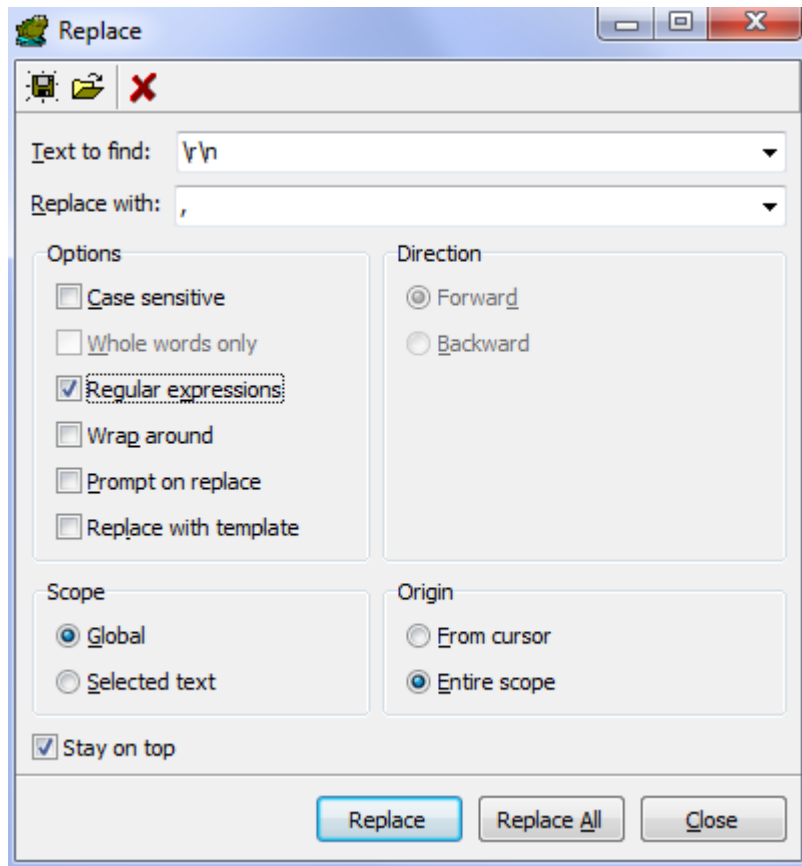 Replace
Text to find: \r\n
Replace with: ,
Options
Case sensitive
Whole words only
Regular expressions
Wrap around
Prompt on replace
Replace with template
Direction
Forward
Backward
Scope
Global
Selected text
Origin
From cursor
Entire scope
Stay on top
Replace Replace All Close